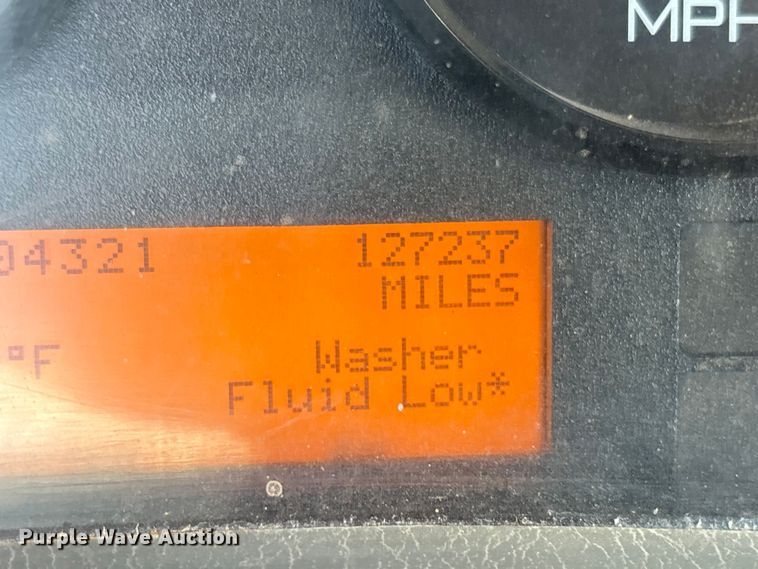 MPH
04321 127237
MILES
°F Washer
Fluid Low*
Purple Wave Auction